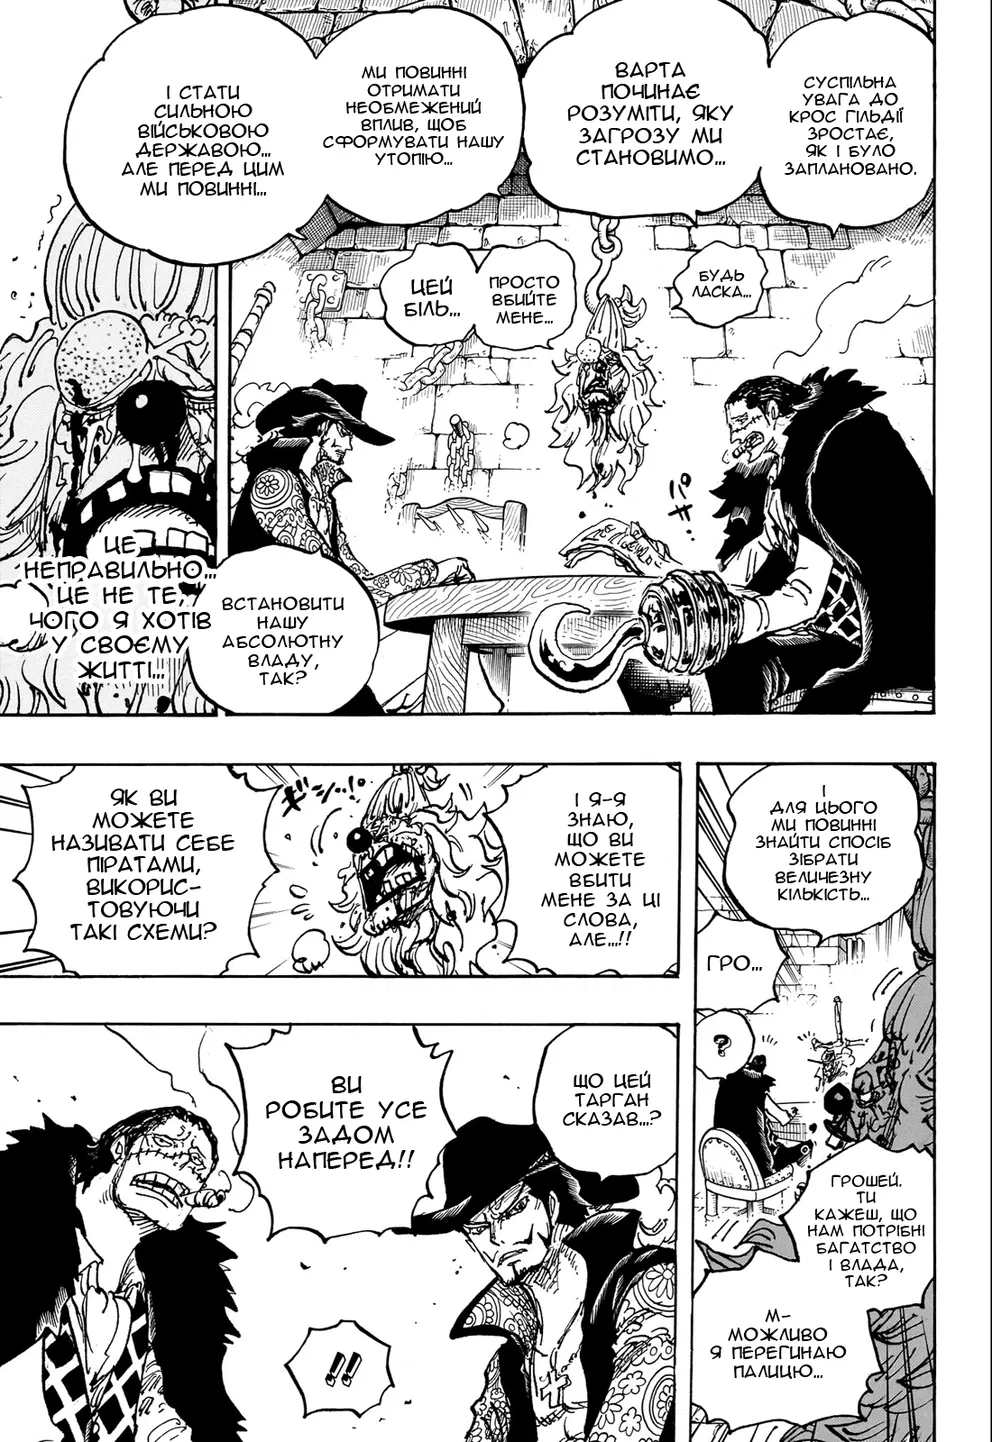 СУСПІЛЬНА
УВАГА ДО
КРОС ГІЛЬДІЇ
ЗРОСТАЄ,
ЯК І БУЛО
ЗАПЛАНОВАНО.
ВАРТА
ПОЧИНАЄ
РОЗУМІТИ, ЯКУ
ЗАГРОЗУ МИ
СТАНОВИМО...
МИ ПОВИННІ
ОТРИМАТИ
НЕОБМЕЖЕНИЙ
ВПЛИВ, ЩОБ
СФОРМУВАТИ НАШУ
УТОПІЮ...
І СТАТИ
СИЛЬНОЮ
ВІЙСЬКОВОЮ
ДЕРЖАВОЮ...
АЛЕ ПЕРЕД ЦИМ
МИ ПОВИННІ...
БУДЬ
ЛАСКА...
ПРОСТО
ВБИЙТЕ
МЕНЕ...
ЦЕЙ
БІЛЬ...
パサ..
ВСТАНОВИТИ
НАШУ
АБСОЛЮТНУ
ВЛАДУ,
ТАК?
ЦЕ
НЕПРАВИЛЬНО...
ЦЕ НЕ ТЕ,
ЧОГО Я ХОТІВ
У СВОЄМУ
ЖИТТІ...
І
ДЛЯ ЦЬОГО
МИ ПОВИННІ
ЗНАЙТИ СПОСІБ
ЗІБРАТИ
ВЕЛИЧЕЗНУ
КІЛЬКІСТЬ...
ГРО...
?
ГРОШЕЙ.
ТИ
КАЖЕШ, ЩО
НАМ ПОТРІБНІ
БАГАТСТВО
І ВЛАДА,
ТАК?
М-
МОЖЛИВО
Я ПЕРЕГИНАЮ
ПАЛИЦЮ...
І Я-Я
ЗНАЮ,
ЩО ВИ
МОЖЕТЕ
ВБИТИ
МЕНЕ ЗА ЦІ
СЛОВА,
АЛЕ...!!
ЯК ВИ
МОЖЕТЕ
НАЗИВАТИ СЕБЕ
ПІРАТАМИ,
ВИКОРИС-
ТОВУЮЧИ
ТАКІ СХЕМИ?
ЩО ЦЕЙ
ТАРГАН
СКАЗАВ...?
ВИ
РОБИТЕ УСЕ
ЗАДОМ
НАПЕРЕД!!
!!